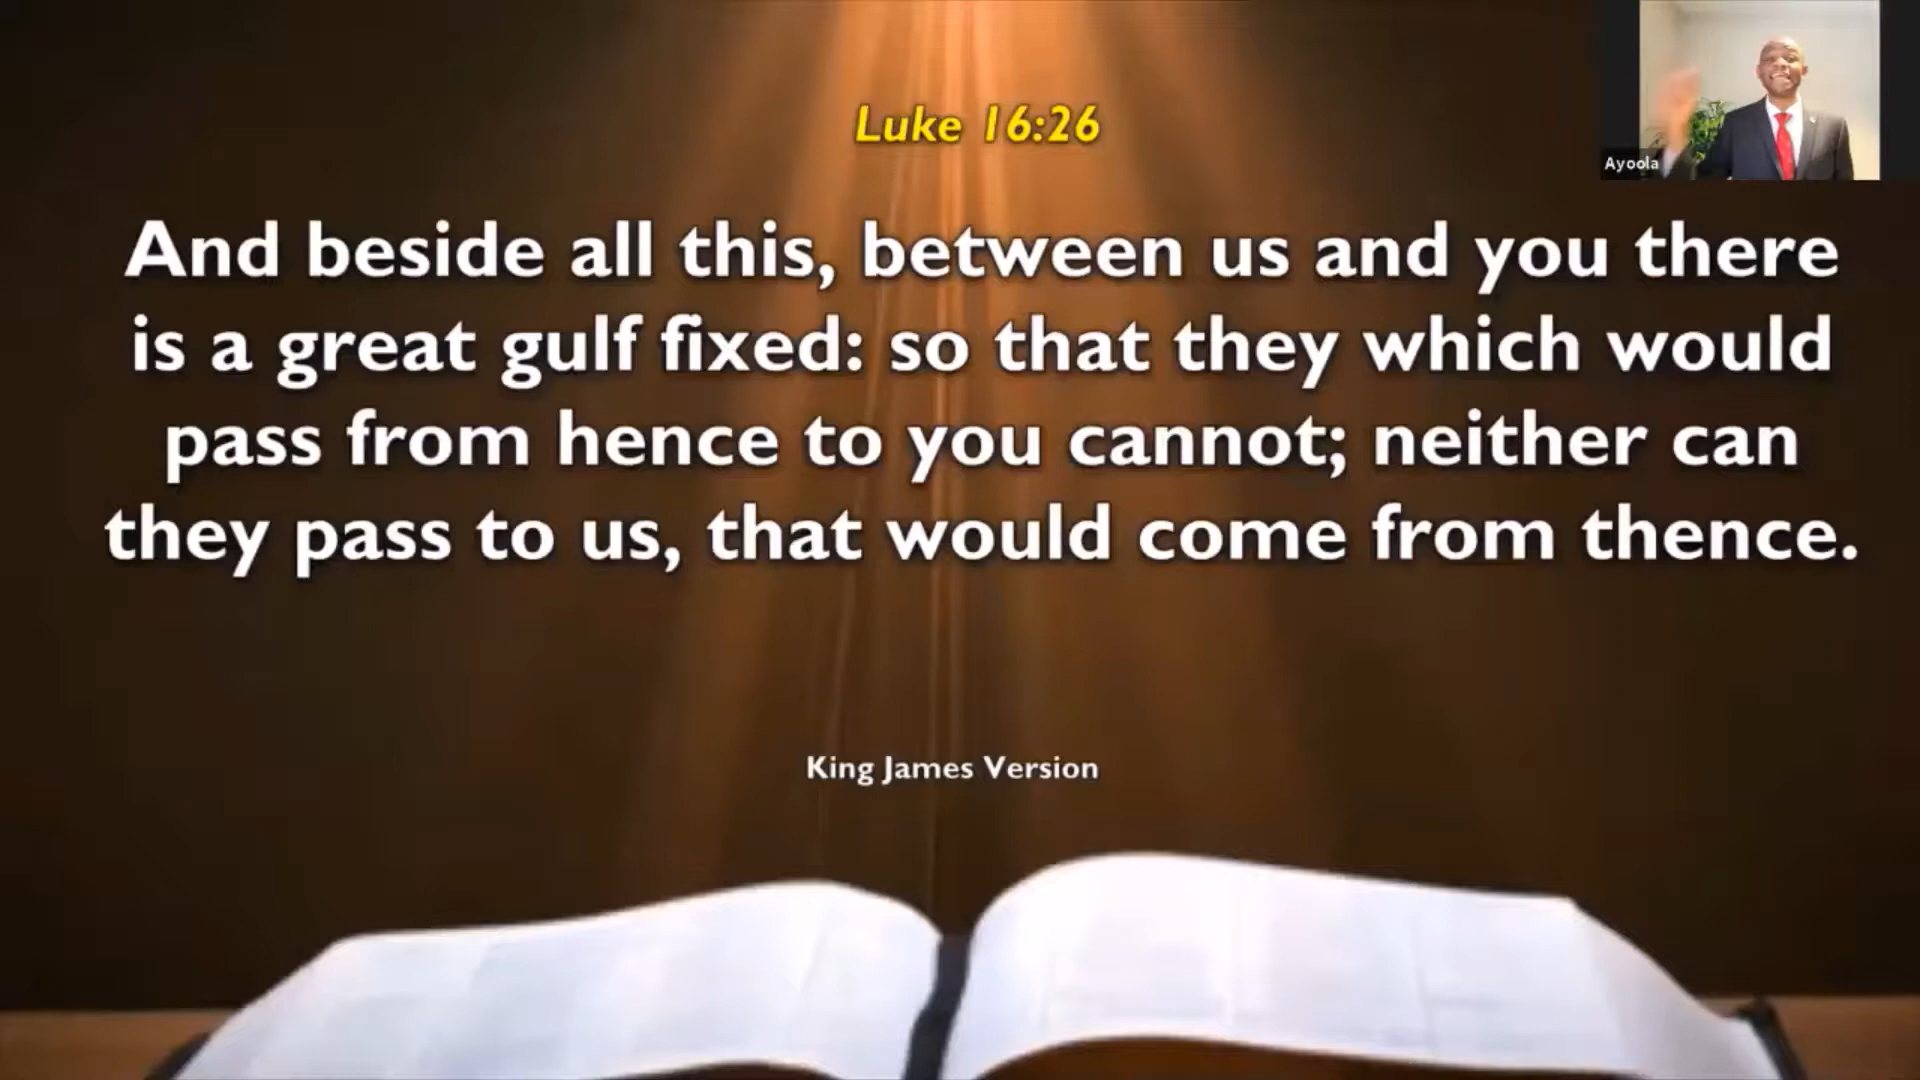 Luke 16:26
Ayoola
And beside all this, between us and you there
is a great gulf fixed: so that they which would
pass from hence to you cannot; neither can
they pass to us, that would come from thence.
King James Version